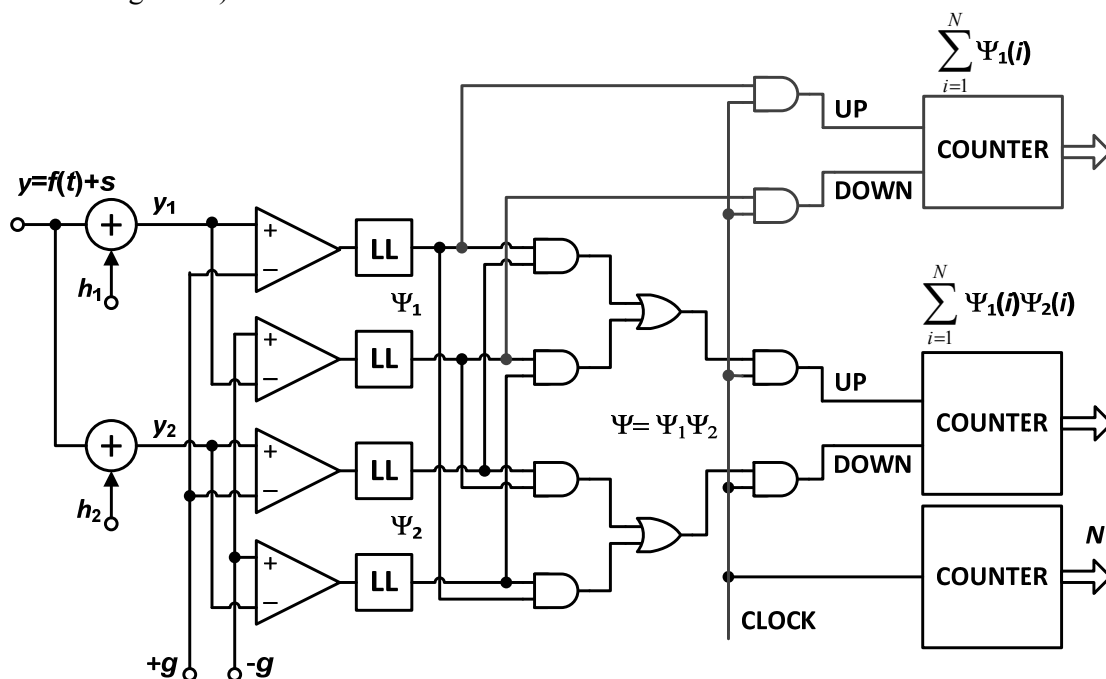 N
∑ Ψ1(i)
i=1
UP
COUNTER
DOWN
y=f(t)+s
+
y1
h1
+
−
LL
Ψ1
+
−
LL
N
∑ Ψ1(i)Ψ2(i)
i=1
UP
COUNTER
DOWN
Ψ= Ψ1Ψ2
+
y2
h2
+
−
LL
Ψ2
+
−
LL
N
COUNTER
CLOCK
+g
-g